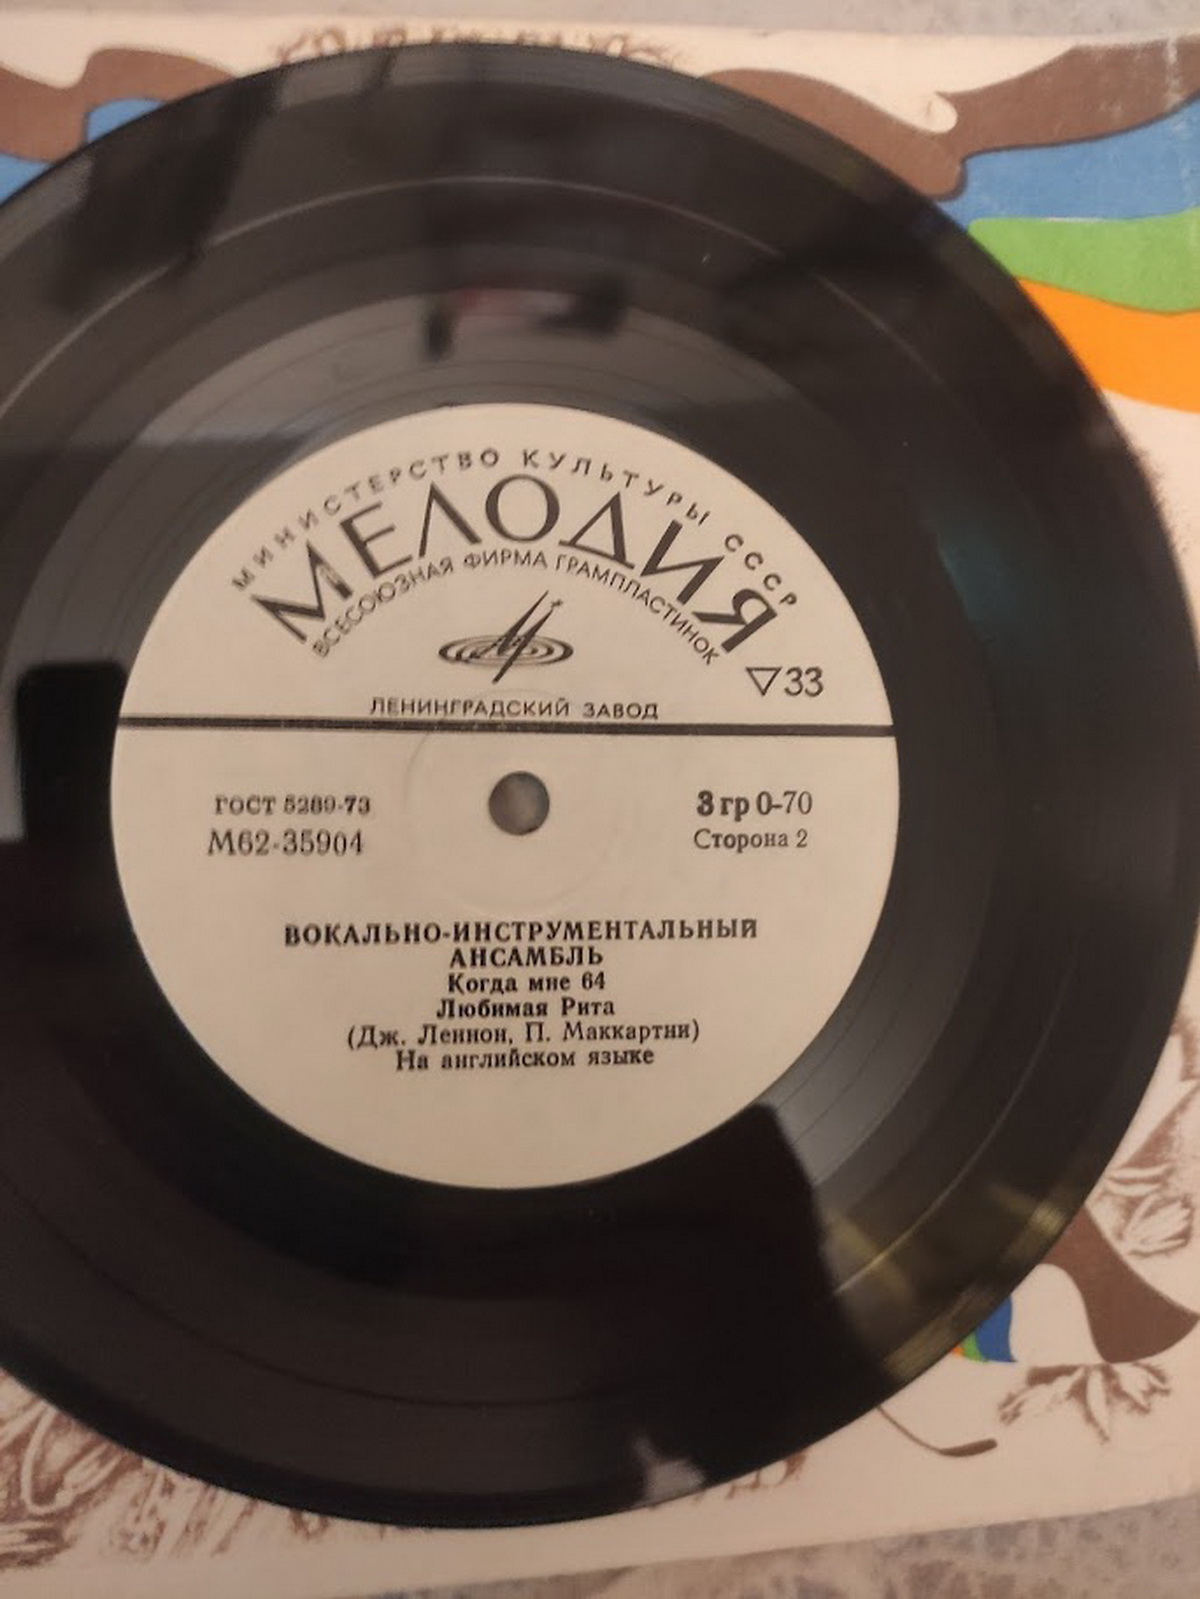 МИНИСТЕРСТВО КУЛЬТУРЫ СССР
МЕЛОДИЯ
ВСЕСОЮЗНАЯ ФИРМА ГРАМПЛАСТИНОК
▽33
ЛЕНИНГРАДСКИЙ ЗАВОД
ГОСТ 5289-73
3 гр 0-70
М62-35904
Сторона 2
ВОКАЛЬНО-ИНСТРУМЕНТАЛЬНЫЙ
АНСАМБЛЬ
Когда мне 64
Любимая Рита
(Дж. Леннон, П. Маккартни)
На английском языке